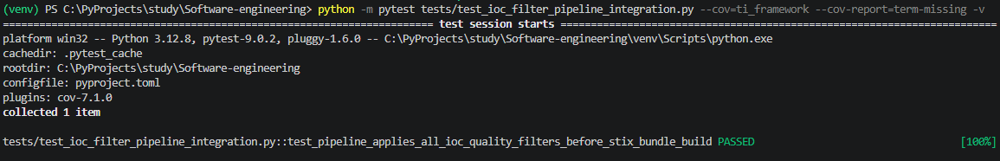 (venv) PS C:\PyProjects\study\Software-engineering> python -m pytest tests/test_ioc_filter_pipeline_integration.py --cov=ti_framework --cov-report=term-missing -v
================================================================= test session starts =================================================================
platform win32 -- Python 3.12.8, pytest-9.0.2, pluggy-1.6.0 -- C:\PyProjects\study\Software-engineering\venv\Scripts\python.exe
cachedir: .pytest_cache
rootdir: C:\PyProjects\study\Software-engineering
configfile: pyproject.toml
plugins: cov-7.1.0
collected 1 item
tests/test_ioc_filter_pipeline_integration.py::test_pipeline_applies_all_ioc_quality_filters_before_stix_bundle_build PASSED [100%]